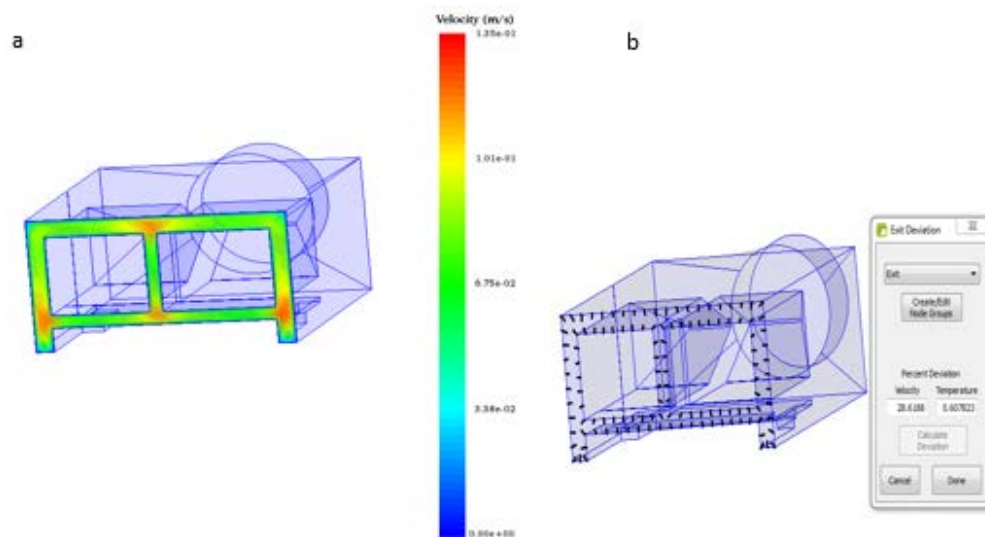 Velocity (m/s)
a
1.35e-01
1.01e-01
6.75e-02
3.38e-02
0.00e+00
b
Exit Deviation
Exit
Create/Edit
Node Groups
Percent Deviation
Velocity Temperature
28.6188 0.607823
Calculate
Deviation
Cancel Done